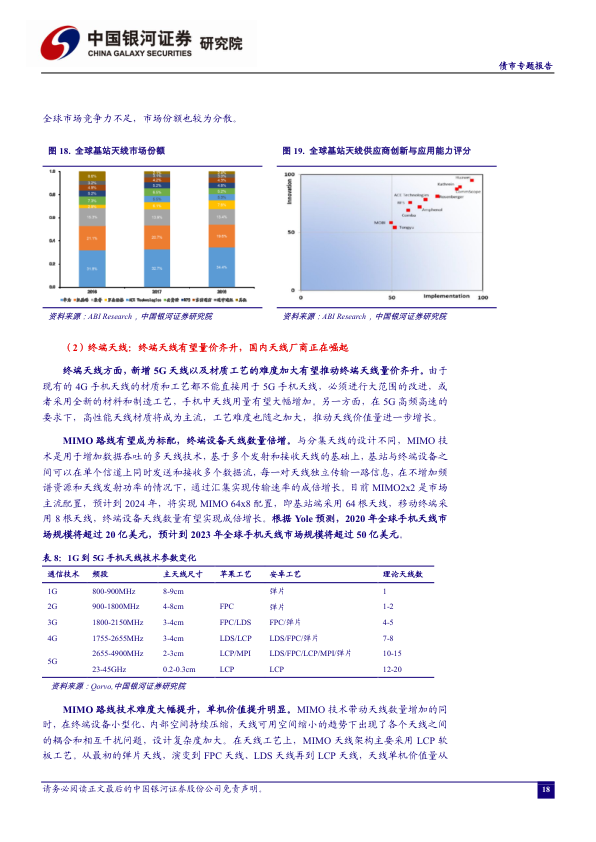 中国银河证券 研究院
CHINA GALAXY SECURITIES
债市专题报告
全球市场竞争力不足，市场份额也较为分散。
图 18. 全球基站天线市场份额
图 19. 全球基站天线供应商创新与应用能力评分
1.0
0.8
0.6
0.4
0.2
0.0
2016
2017
2018
100
50
0
50
100
Innovation
Implementation
Huawei
Kathrein
CommScope
Rosenberger
ACE Technologies
RFS
Amphenol
Comba
MOBI
Tongyu
资料来源：ABI Research，中国银河证券研究院
资料来源：ABI Research，中国银河证券研究院
（2）终端天线：终端天线有望量价齐升，国内天线厂商正在崛起
终端天线方面，新增 5G 天线以及材质工艺的难度加大有望推动终端天线量价齐升。由于
现有的 4G 手机天线的材质和工艺都不能直接用于 5G 手机天线，必须进行大范围的改进，或
者采用全新的材料和制造工艺，手机中天线用量有望大幅增加。另一方面，在 5G 高频高速的
要求下，高性能天线材质将成为主流，工艺难度也随之加大，推动天线价值量进一步增长。
MIMO 路线有望成为标配，终端设备天线数量倍增。与分集天线的设计不同，MIMO 技
术是用于增加数据吞吐的多天线技术，基于多个发射和接收天线的基础上，基站与终端设备之
间可以在单个信道上同时发送和接收多个数据流，每一对天线独立传输一路信息，在不增加频
谱资源和天线发射功率的情况下，通过汇集实现传输速率的成倍增长。目前 MIMO2x2 是市场
主流配置，预计到 2024 年，将实现 MIMO 64x8 配置，即基站端采用 64 根天线，移动终端采
用 8 根天线，终端设备天线数量有望实现成倍增长。根据 Yole 预测，2020 年全球手机天线市
场规模将超过 20 亿美元，预计到 2023 年全球手机天线市场规模将超过 50 亿美元。
表 8：1G 到 5G 手机天线技术参数变化
通信技术 频段 主天线尺寸 苹果工艺 安卓工艺 理论天线数
1G 800-900MHz 8-9cm 弹片 1
2G 900-1800MHz 4-8cm FPC 弹片 1-2
3G 1800-2150MHz 3-4cm FPC/LDS FPC/弹片 4-5
4G 1755-2655MHz 3-4cm LDS/LCP LDS/FPC/弹片 7-8
5G 2655-4900MHz 2-3cm LCP/MPI LDS/FPC/LCP/MPI/弹片 10-15
23-45GHz 0.2-0.3cm LCP LCP 12-20
资料来源：Qorvo,中国银河证券研究院
MIMO 路线技术难度大幅提升，单机价值提升明显。MIMO 技术带动天线数量增加的同
时，在终端设备小型化、内部空间持续压缩，天线可用空间缩小的趋势下出现了各个天线之间
的耦合和相互干扰问题，设计复杂度加大。在天线工艺上，MIMO 天线架构主要采用 LCP 软
板工艺。从最初的弹片天线，演变到 FPC 天线、LDS 天线再到 LCP 天线，天线单机价值量从
请务必阅读正文最后的中国银河证券股份公司免责声明。
18